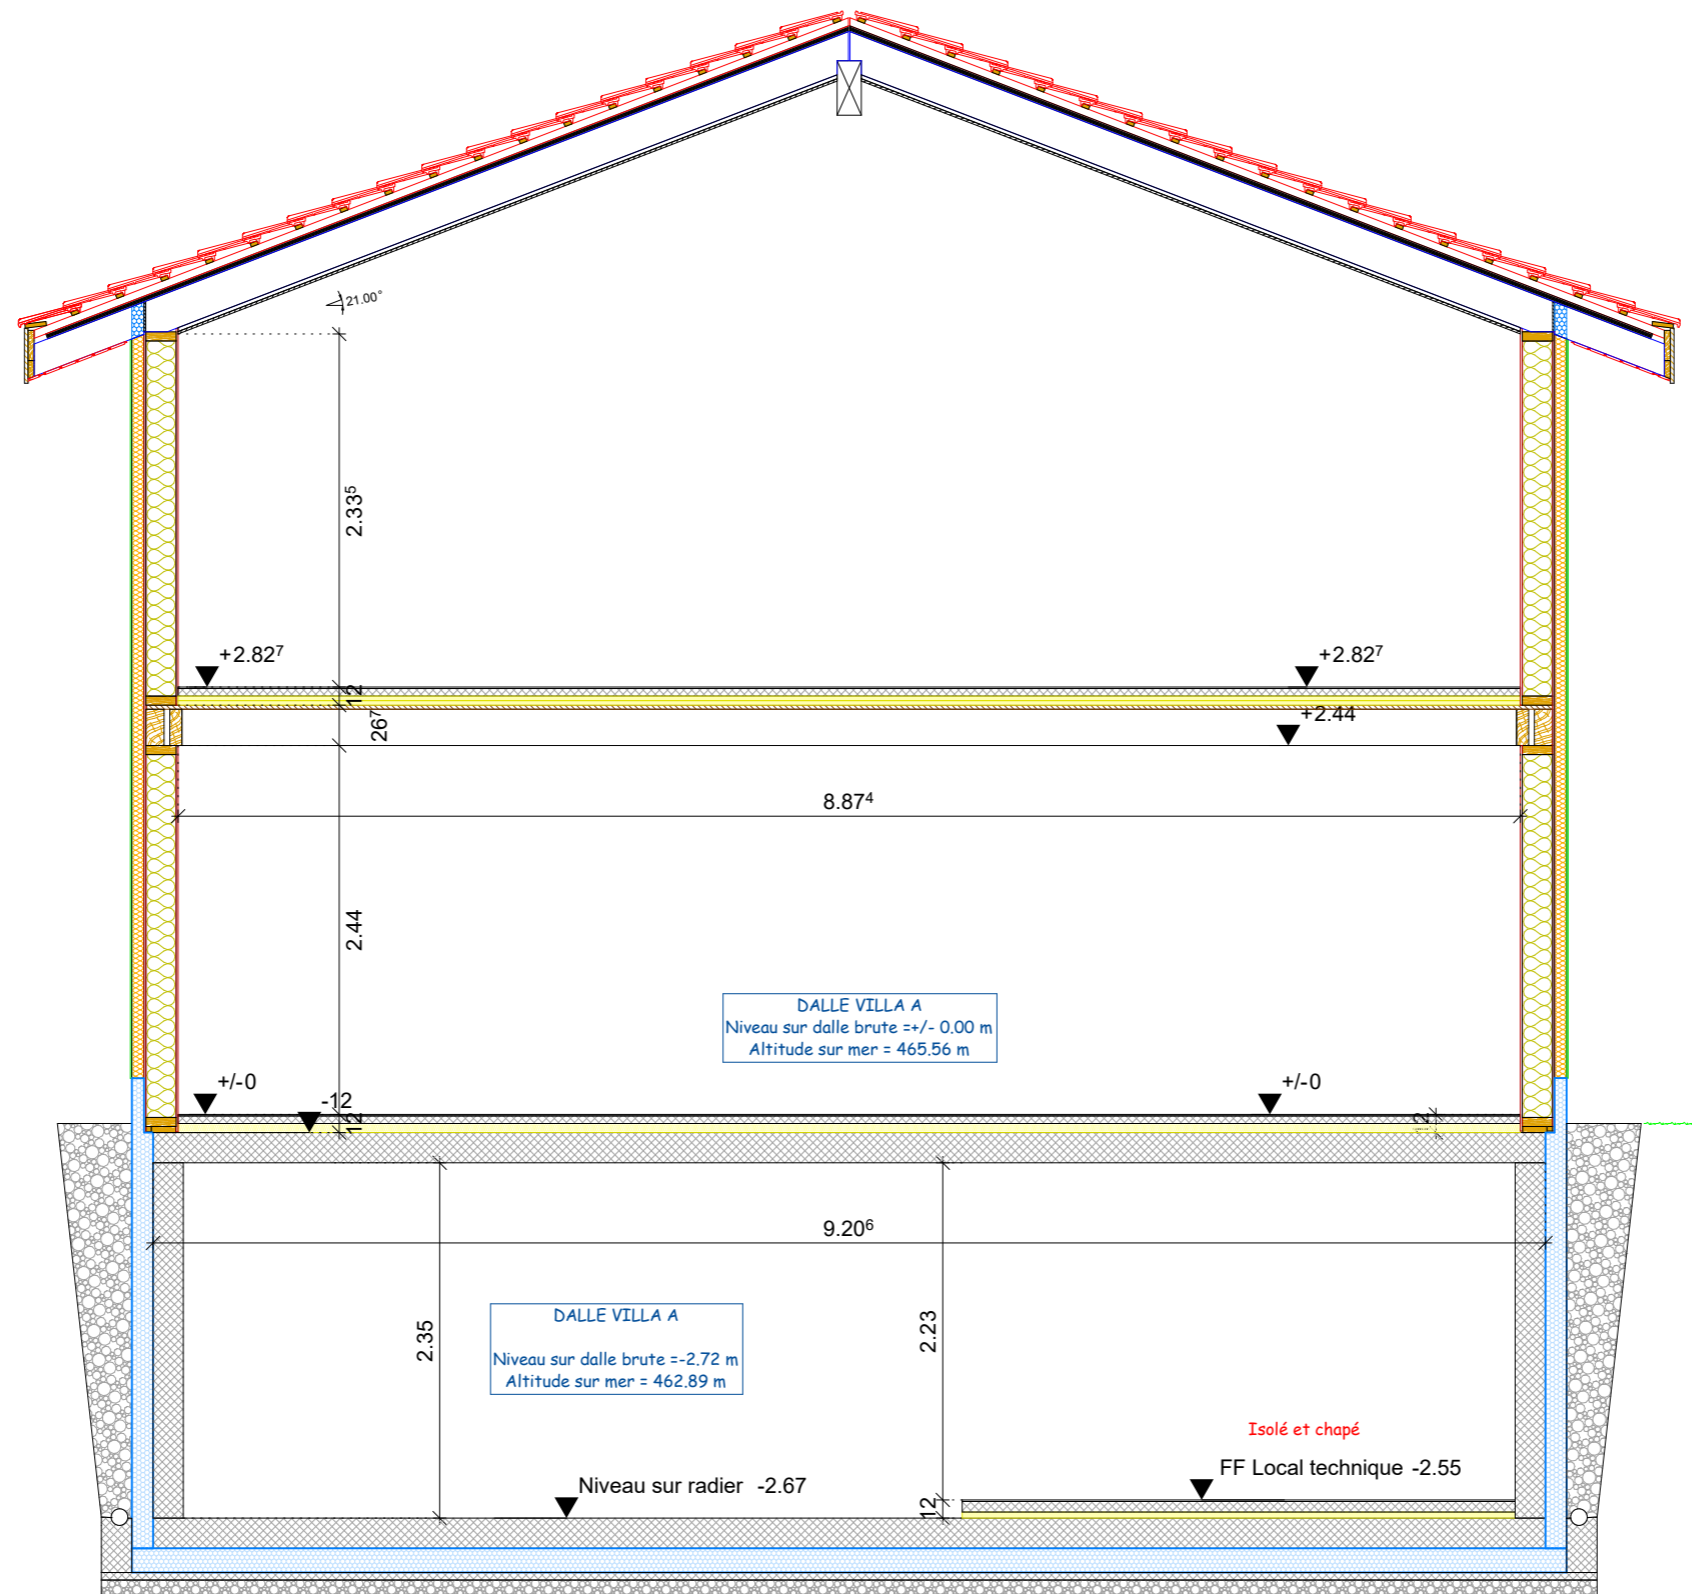 21.00°
2.33⁵
+2.82⁷
+2.82⁷
12
26⁷
+2.44
8.87⁴
2.44
DALLE VILLA A
Niveau sur dalle brute =+/- 0.00 m
Altitude sur mer = 465.56 m
+/-0
+/-0
-12
12
12
9.20⁶
2.35
2.23
DALLE VILLA A
Niveau sur dalle brute =-2.72 m
Altitude sur mer = 462.89 m
Isolé et chapé
FF Local technique -2.55
Niveau sur radier -2.67
12